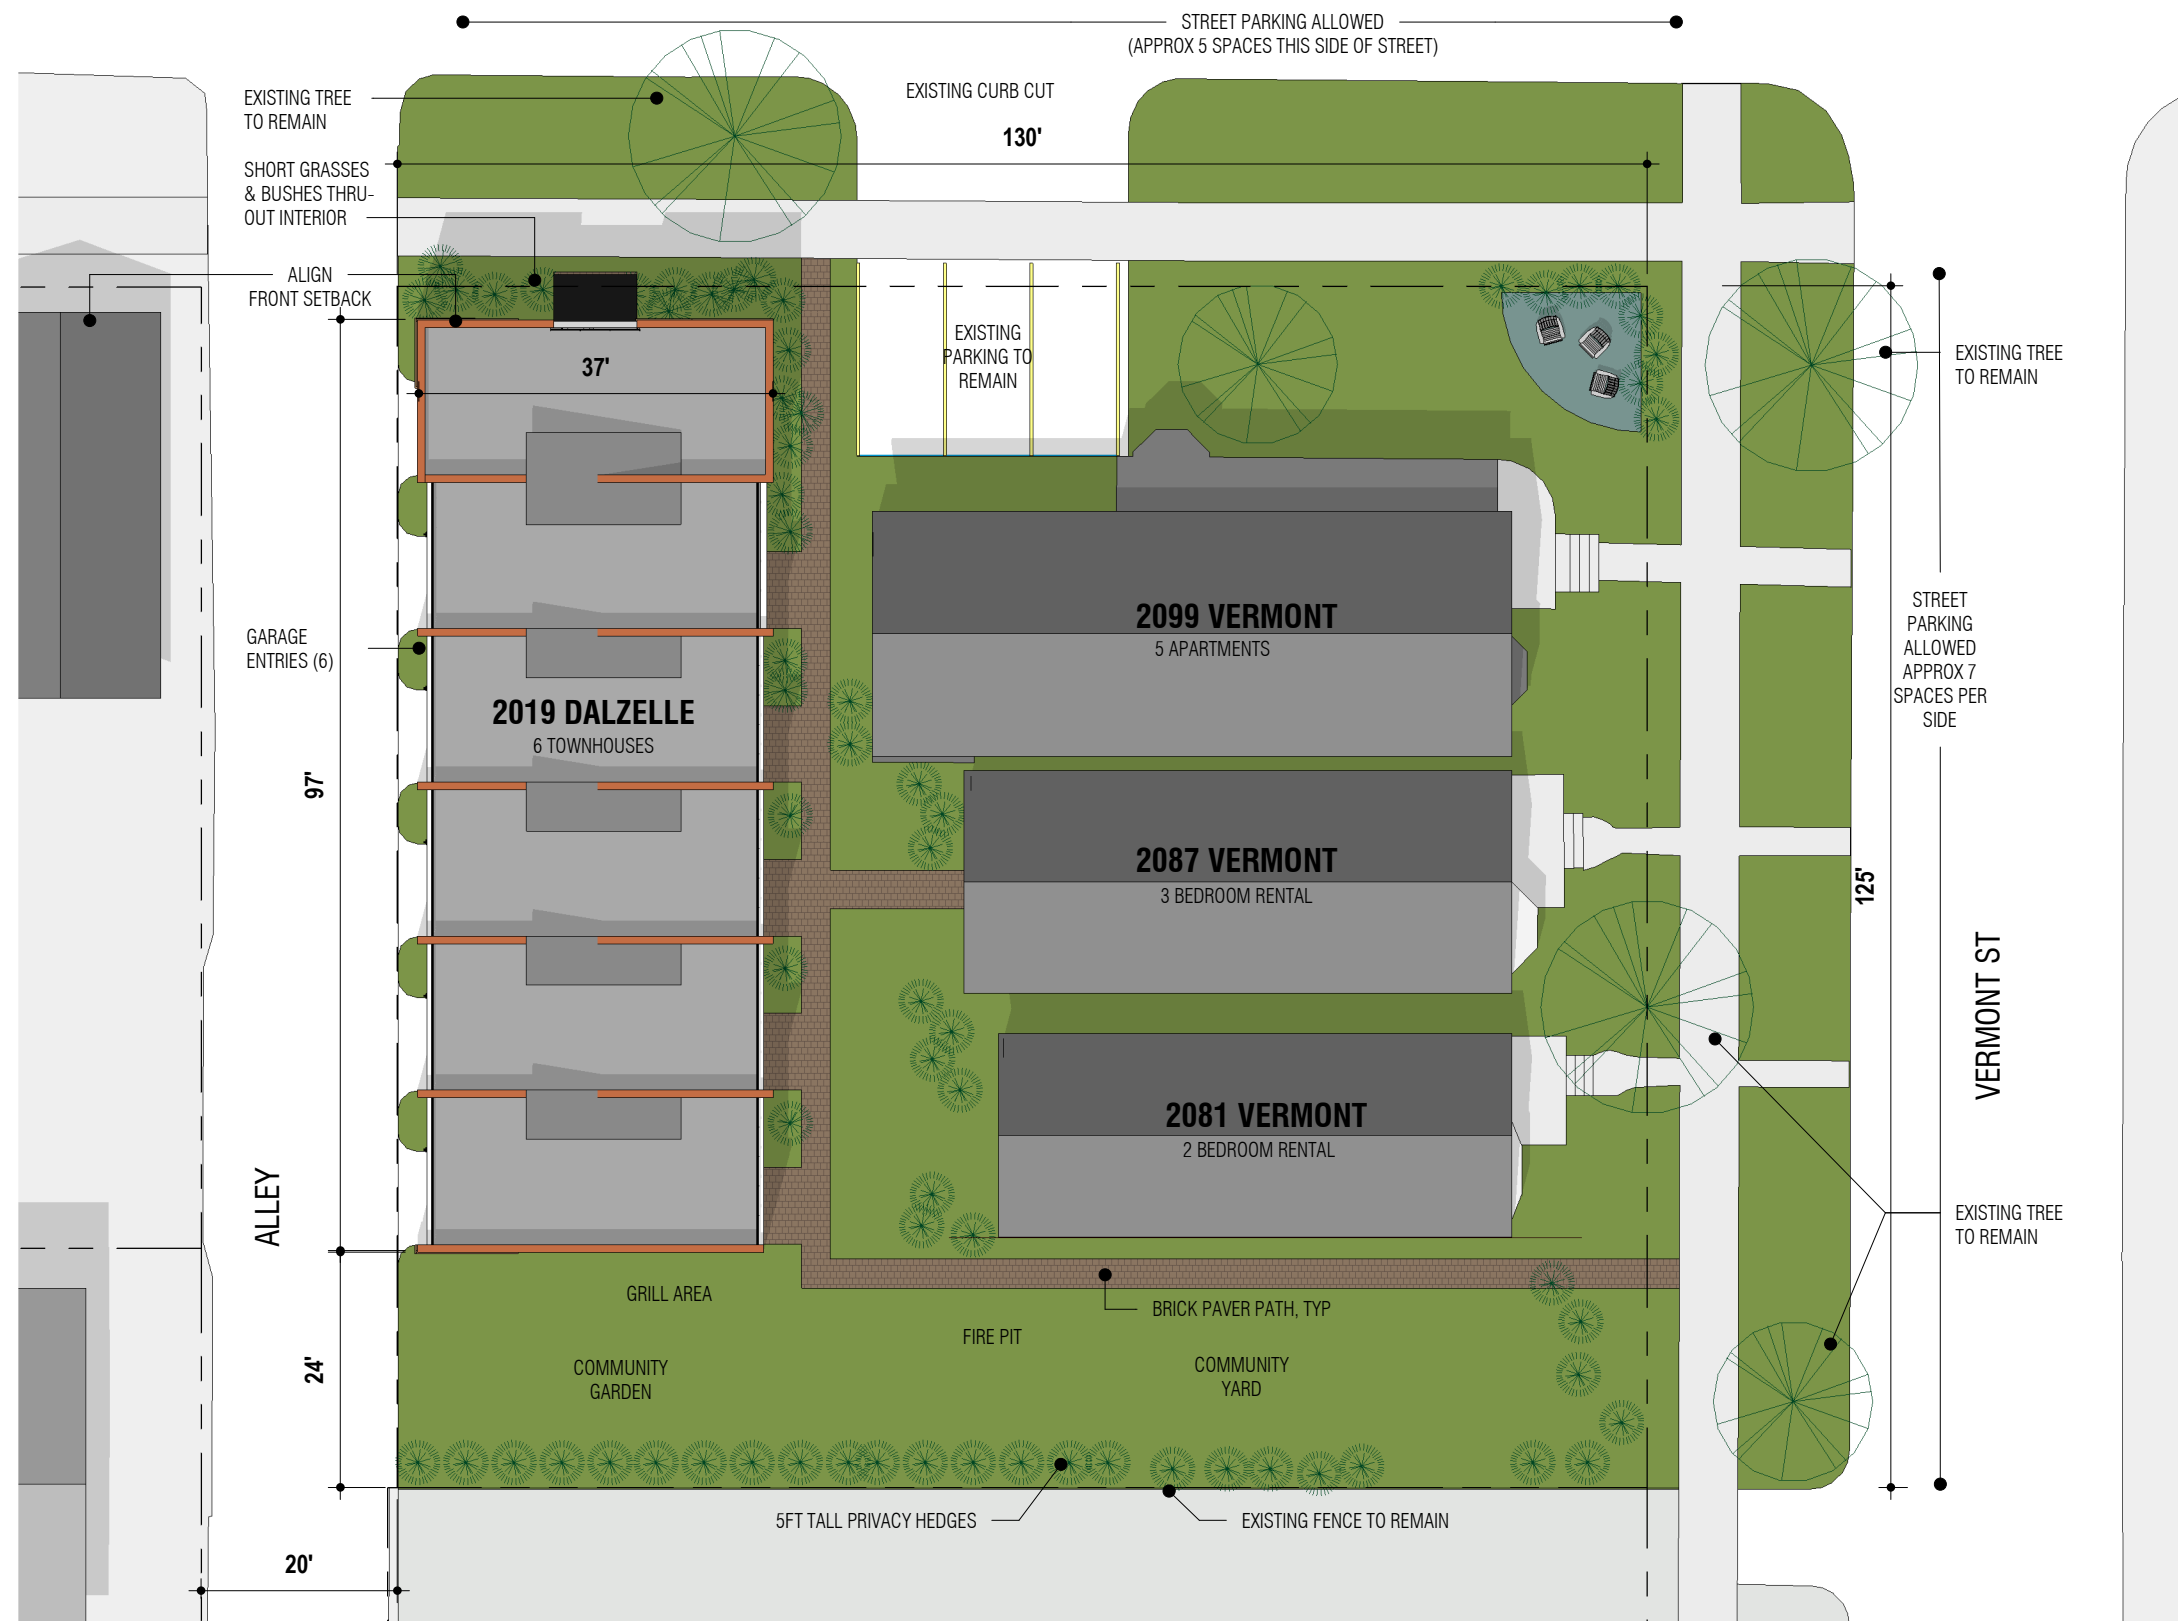 STREET PARKING ALLOWED
(APPROX 5 SPACES THIS SIDE OF STREET)
EXISTING TREE
TO REMAIN
EXISTING CURB CUT
130'
SHORT GRASSES
& BUSHES THRU-
OUT INTERIOR
ALIGN
FRONT SETBACK
37'
EXISTING
PARKING TO
REMAIN
EXISTING TREE
TO REMAIN
GARAGE
ENTRIES (6)
2019 DALZELLE
6 TOWNHOUSES
97'
2099 VERMONT
5 APARTMENTS
STREET
PARKING
ALLOWED
APPROX 7
SPACES PER
SIDE
2087 VERMONT
3 BEDROOM RENTAL
125'
VERMONT ST
2081 VERMONT
2 BEDROOM RENTAL
ALLEY
EXISTING TREE
TO REMAIN
GRILL AREA
BRICK PAVER PATH, TYP
FIRE PIT
24'
COMMUNITY
GARDEN
COMMUNITY
YARD
5FT TALL PRIVACY HEDGES
EXISTING FENCE TO REMAIN
20'